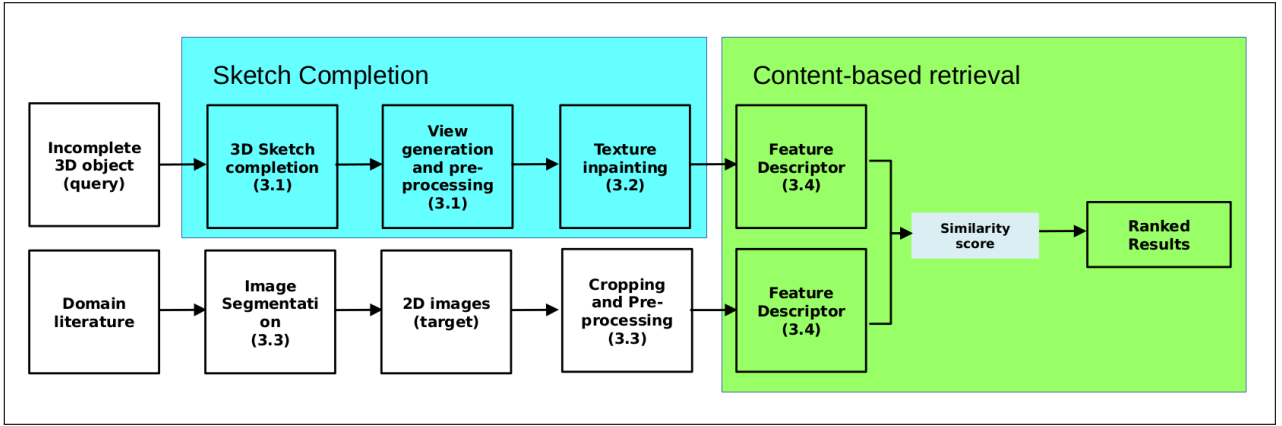 Sketch Completion
Content-based retrieval
Incomplete
3D object
(query)
3D Sketch
completion
(3.1)
View
generation
and pre-
processing
(3.1)
Texture
inpainting
(3.2)
Feature
Descriptor
(3.4)
Similarity
score
Ranked
Results
Domain
literature
Image
Segmentati
on
(3.3)
2D images
(target)
Cropping
and Pre-
processing
(3.3)
Feature
Descriptor
(3.4)